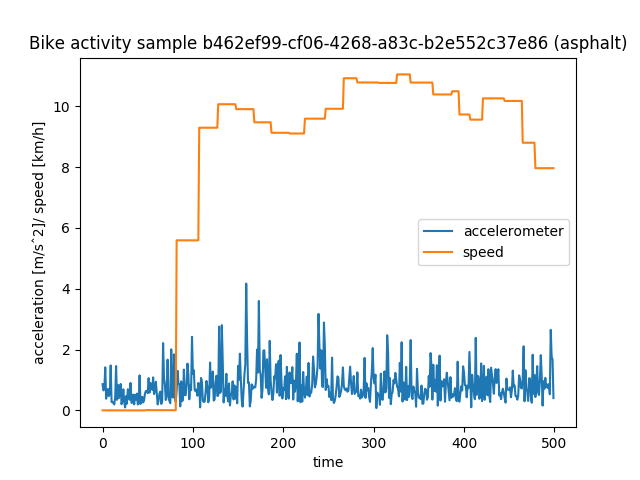 Bike activity sample b462ef99-cf06-4268-a83c-b2e552c37e86 (asphalt)
acceleration [m/s^2]/ speed [km/h]
10
8
6
4
2
0
accelerometer
speed
0 100 200 300 400 500
time